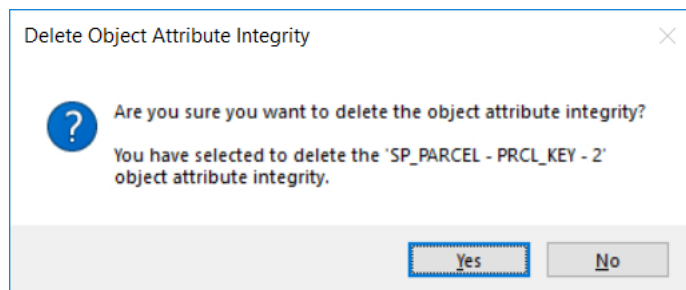 Delete Object Attribute Integrity
?
Are you sure you want to delete the object attribute integrity?
You have selected to delete the 'SP_PARCEL - PRCL_KEY - 2'
object attribute integrity.
Yes
No